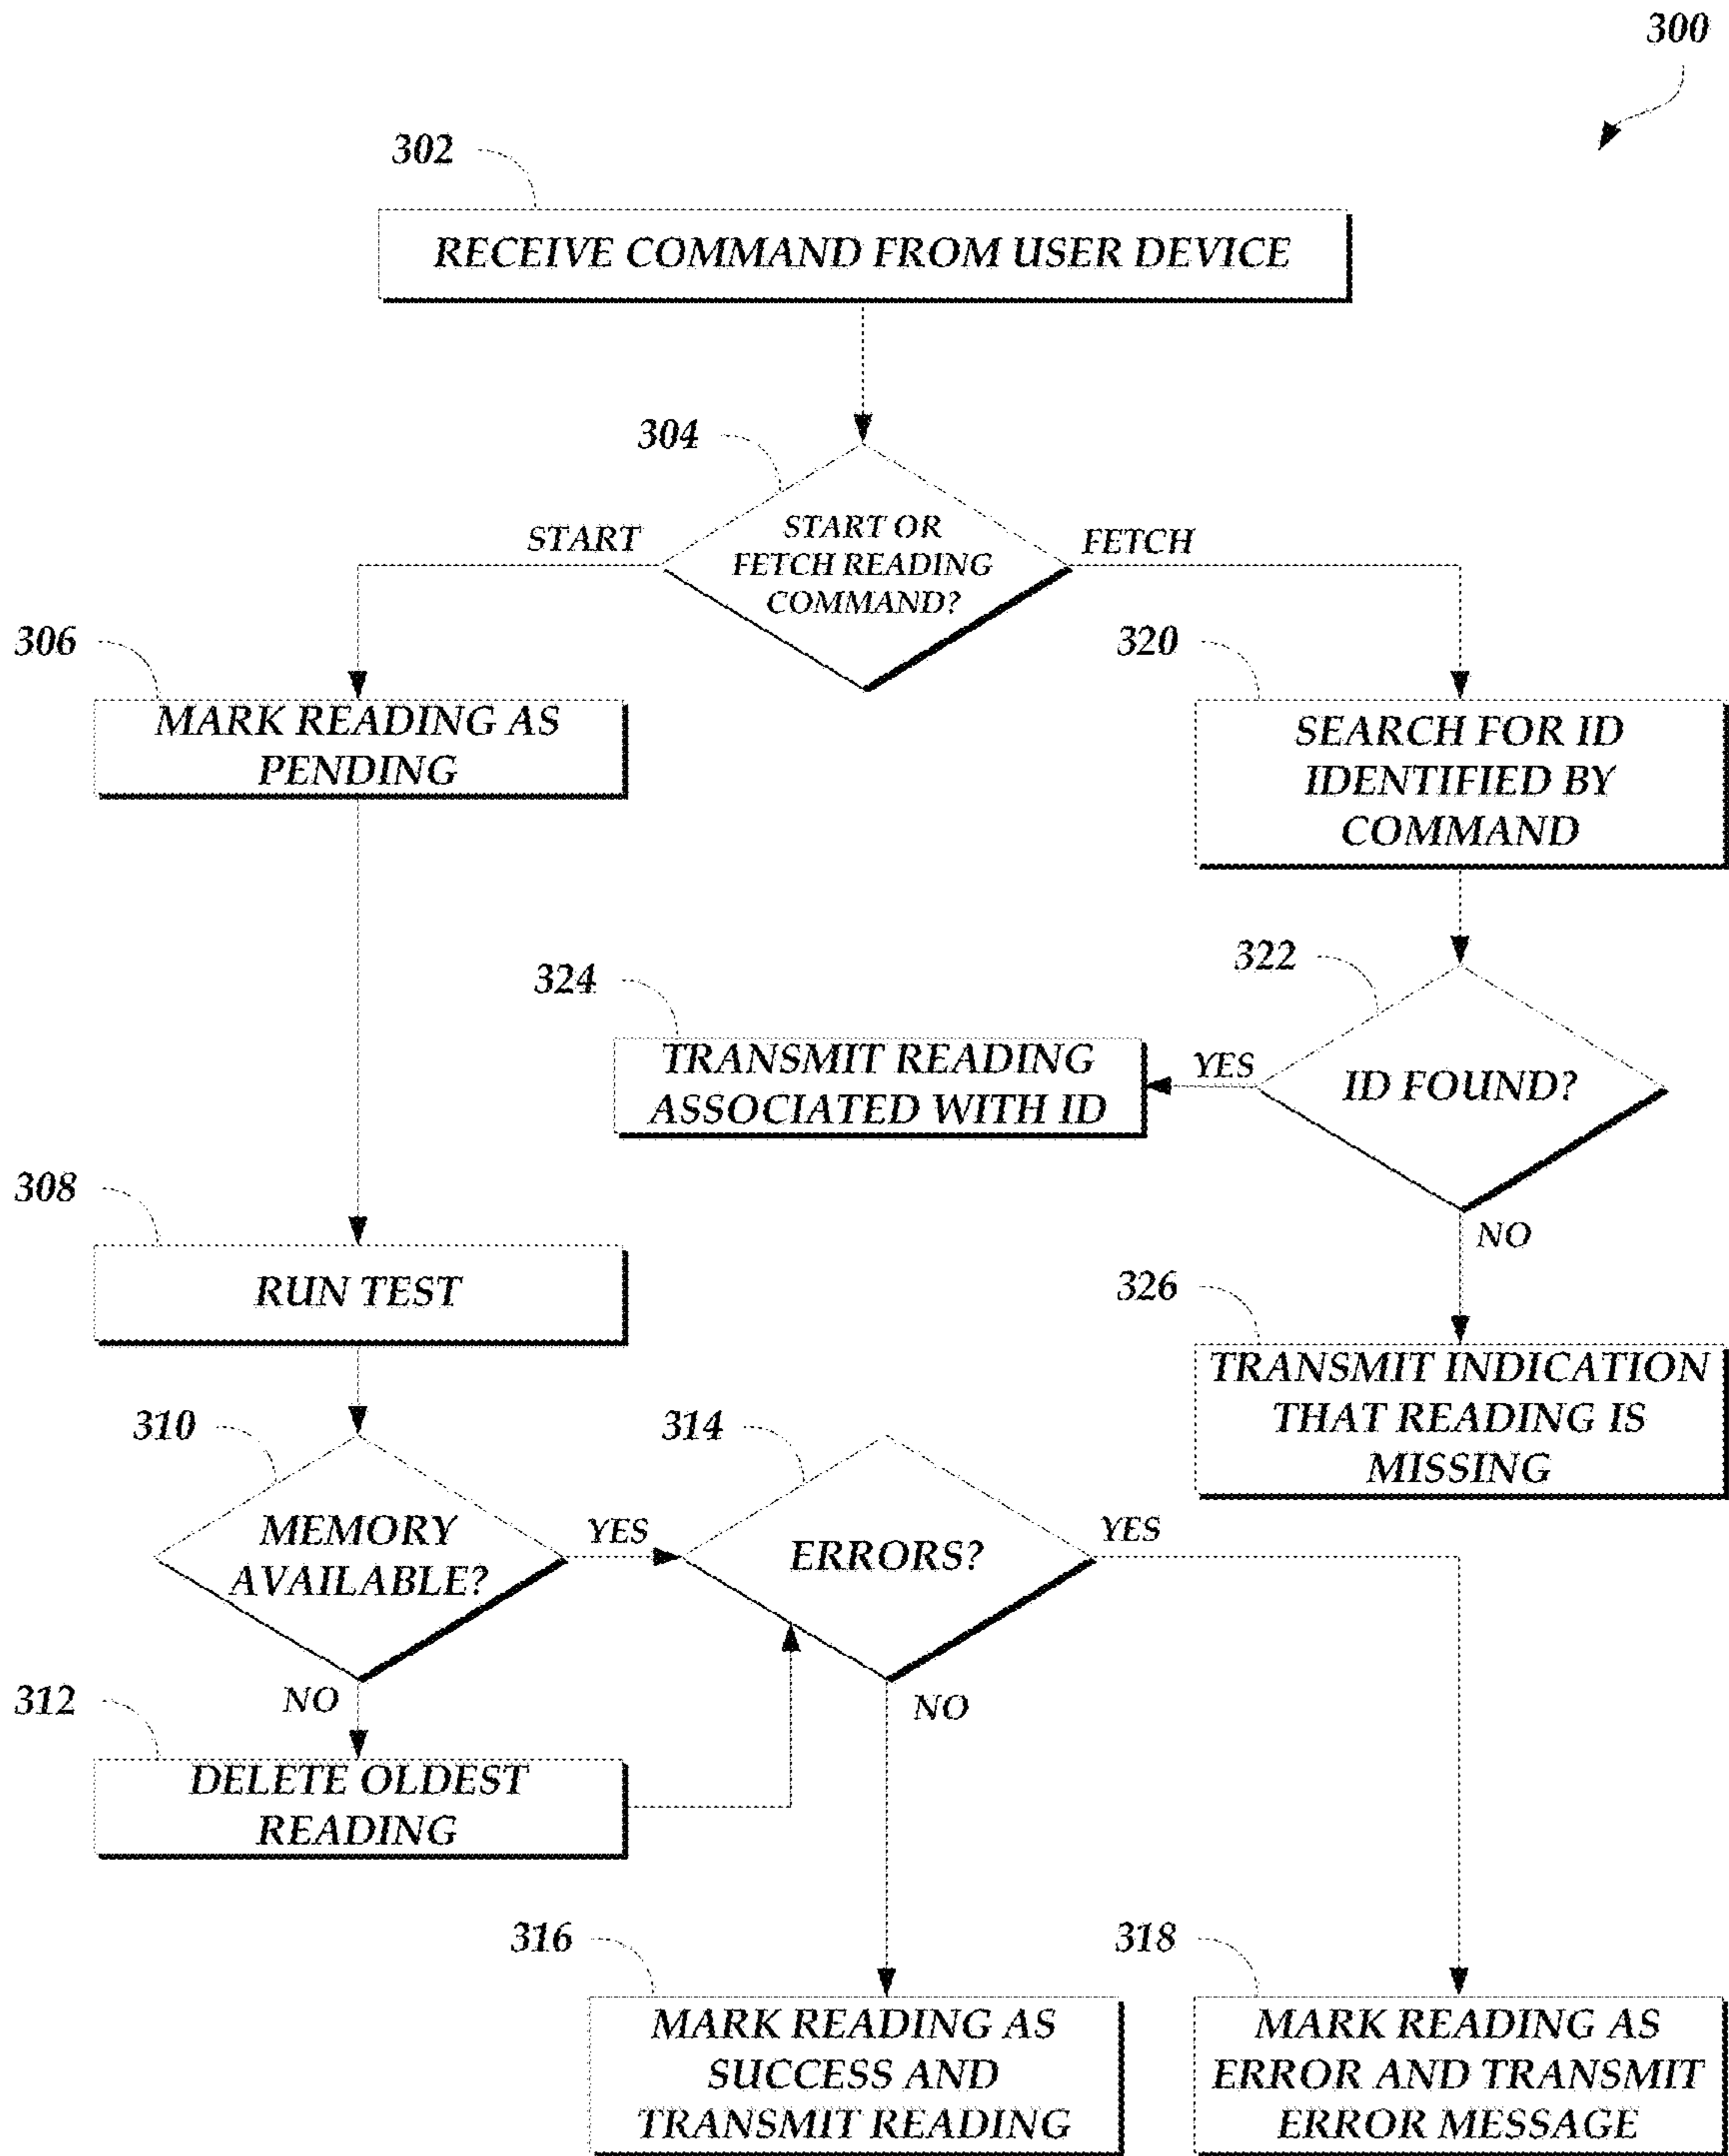 300
302
RECEIVE COMMAND FROM USER DEVICE
304
START
START OR
FETCH READING
COMMAND?
FETCH
306
MARK READING AS
PENDING
320
SEARCH FOR ID
IDENTIFIED BY
COMMAND
322
ID FOUND?
YES
324
TRANSMIT READING
ASSOCIATED WITH ID
NO
326
TRANSMIT INDICATION
THAT READING IS
MISSING
308
RUN TEST
310
MEMORY
AVAILABLE?
YES
NO
312
DELETE OLDEST
READING
314
ERRORS?
YES
NO
316
MARK READING AS
SUCCESS AND
TRANSMIT READING
318
MARK READING AS
ERROR AND TRANSMIT
ERROR MESSAGE